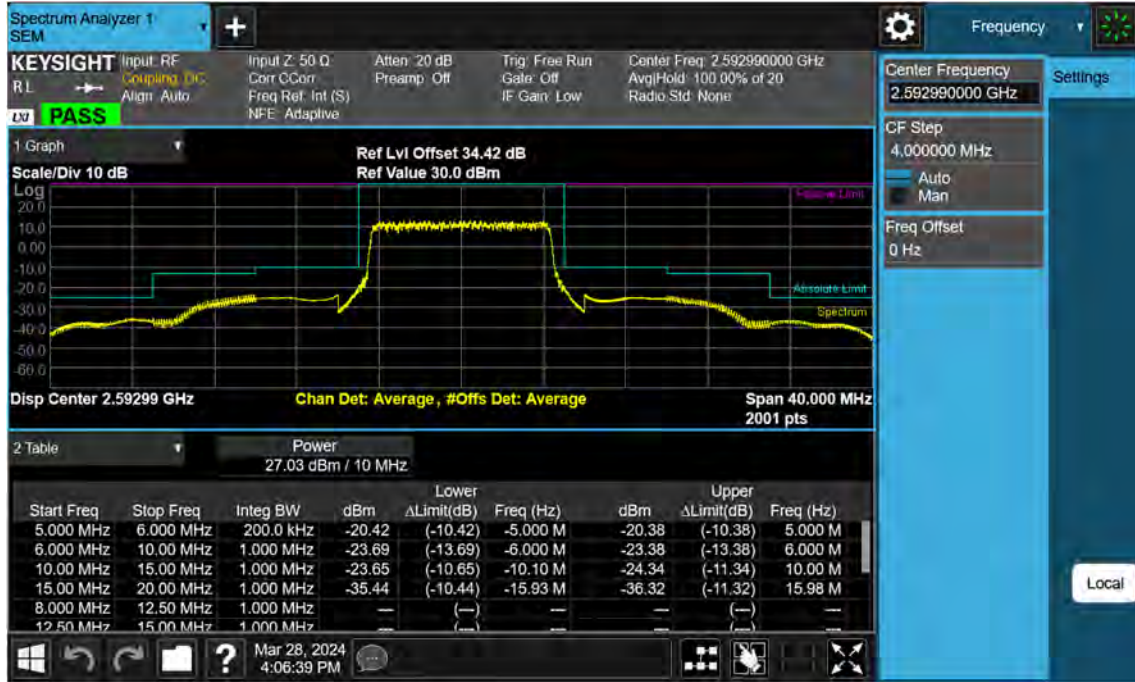 Spectrum Analyzer 1
SEM
+
Frequency
KEYSIGHT
RL
LXI
PASS
Input: RF
Coupling: DC
Align: Auto
Input Z: 50 Ω
Corr CCorr
Freq Ref: Int (S)
NFE: Adaptive
Atten: 20 dB
Preamp: Off
Trig: Free Run
Gate: Off
IF Gain: Low
Center Freq: 2.592990000 GHz
Avg|Hold: 100.00% of 20
Radio Std: None
Center Frequency
2.592990000 GHz
Settings
CF Step
4.000000 MHz
Auto
Man
Freq Offset
0 Hz
1 Graph
Scale/Div 10 dB
Ref Lvl Offset 34.42 dB
Ref Value 30.0 dBm
Log
20.0
10.0
0.00
-10.0
-20.0
-30.0
-40.0
-50.0
-60.0
Relative Limit
Absolute Limit
Spectrum
Disp Center 2.59299 GHz
Chan Det: Average, #Offs Det: Average
Span 40.000 MHz
2001 pts
2 Table
Power
27.03 dBm / 10 MHz
Lower Upper
Start Freq Stop Freq Integ BW dBm ΔLimit(dB) Freq (Hz) dBm ΔLimit(dB) Freq (Hz)
5.000 MHz 6.000 MHz 200.0 kHz -20.42 (-10.42) -5.000 M -20.38 (-10.38) 5.000 M
6.000 MHz 10.00 MHz 1.000 MHz -23.69 (-13.69) -6.000 M -23.38 (-13.38) 6.000 M
10.00 MHz 15.00 MHz 1.000 MHz -23.65 (-10.65) -10.10 M -24.34 (-11.34) 10.00 M
15.00 MHz 20.00 MHz 1.000 MHz -35.44 (-10.44) -15.93 M -36.32 (-11.32) 15.98 M
8.000 MHz 12.50 MHz 1.000 MHz --- (---) --- --- (---) ---
12.50 MHz 15.00 MHz 1.000 MHz --- (---) --- --- (---) ---
Local
?
Mar 28, 2024
4:06:39 PM